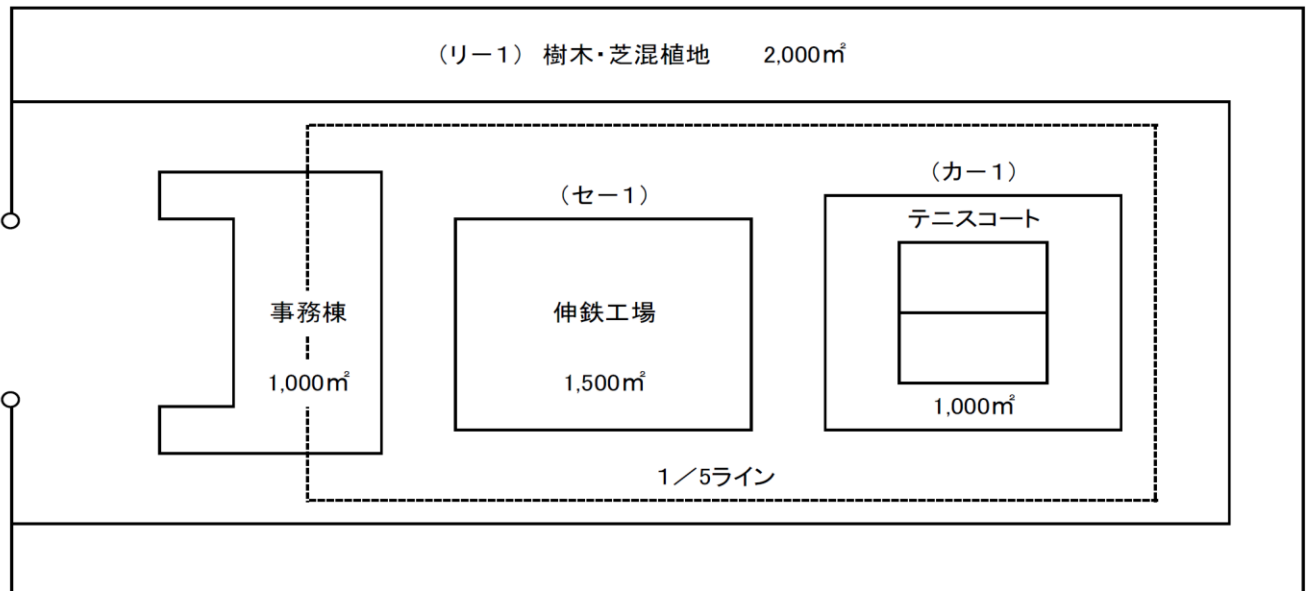 （リー１） 樹木・芝混植地　　2,000㎡
（カー１）
（セー１）
テニスコート
事務棟
伸鉄工場
1,000㎡
1,500㎡
1,000㎡
１／5ライン